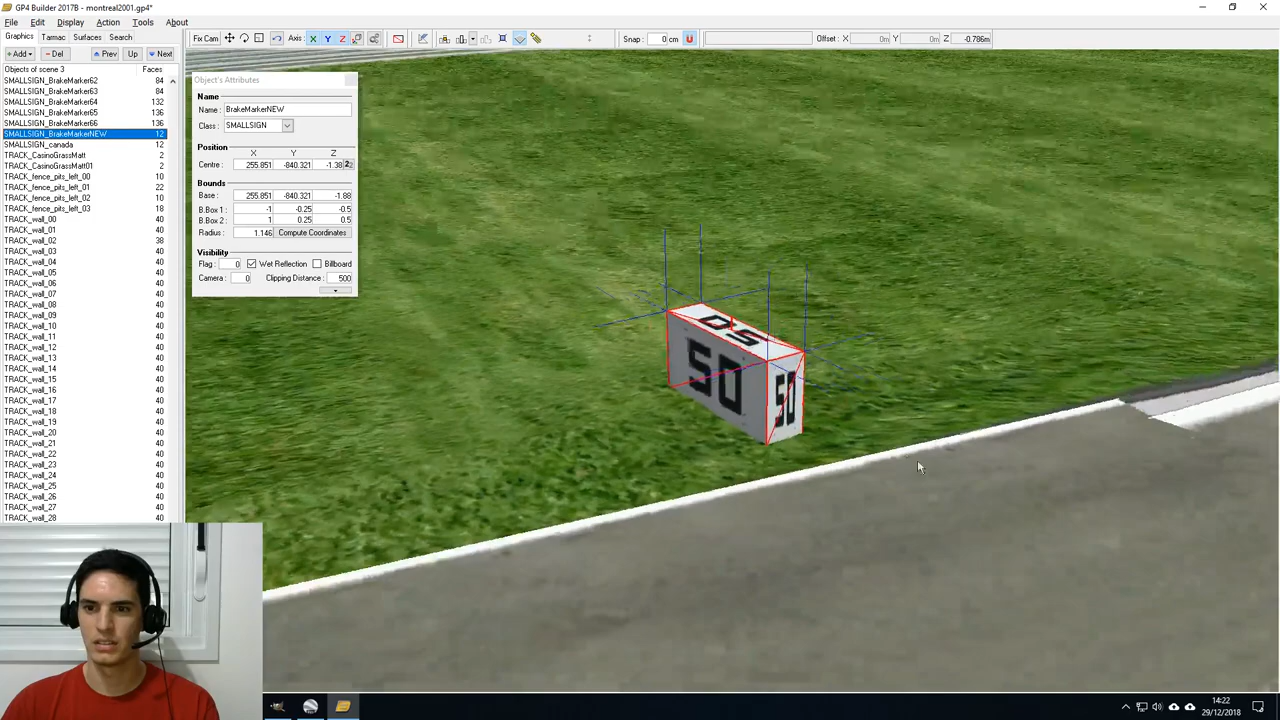 GP4 Builder 2017B - montreal2001.gp4*
File Edit Display Action Tools About
Graphics Tarmac Surfaces Search
Fix Cam Axis: X Y Z Snap: 0 cm Offset: X 0m Y 0m Z -0.786m
+Add Del Prev Up Next
Objects of scene 3 Faces
SMALLSIGN_BrakeMarker62 84
SMALLSIGN_BrakeMarker63 84
SMALLSIGN_BrakeMarker64 132
SMALLSIGN_BrakeMarker65 136
SMALLSIGN_BrakeMarker66 136
SMALLSIGN_BrakeMarkerNEW 12
SMALLSIGN_canada 12
TRACK_CasinoGrassMatt 2
TRACK_CasinoGrassMatt01 2
TRACK_fence_pits_left_00 10
TRACK_fence_pits_left_01 22
TRACK_fence_pits_left_02 10
TRACK_fence_pits_left_03 18
TRACK_wall_00 40
TRACK_wall_01 40
TRACK_wall_02 38
TRACK_wall_03 40
TRACK_wall_04 40
TRACK_wall_05 40
TRACK_wall_06 40
TRACK_wall_07 40
TRACK_wall_08 40
TRACK_wall_09 40
TRACK_wall_10 40
TRACK_wall_11 40
TRACK_wall_12 40
TRACK_wall_13 40
TRACK_wall_14 40
TRACK_wall_15 40
TRACK_wall_16 40
TRACK_wall_17 40
TRACK_wall_18 40
TRACK_wall_19 40
TRACK_wall_20 40
TRACK_wall_21 40
TRACK_wall_22 40
TRACK_wall_23 40
TRACK_wall_24 40
TRACK_wall_25 40
TRACK_wall_26 40
TRACK_wall_27 40
TRACK_wall_28 40
Object's Attributes
Name
Name: BrakeMarkerNEW
Class: SMALLSIGN
Position
X Y Z
Centre: 255.851 -840.321 -1.38
Bounds
Base: 255.851 -840.321 -1.88
B.Box 1: -1 -0.25 -0.5
B.Box 2: 1 0.25 0.5
Radius: 1.146 Compute Coordinates
Visibility
Flag: 0 Wet Reflection Billboard
Camera: 0 Clipping Distance: 500
50
50
50
14:22
29/12/2018